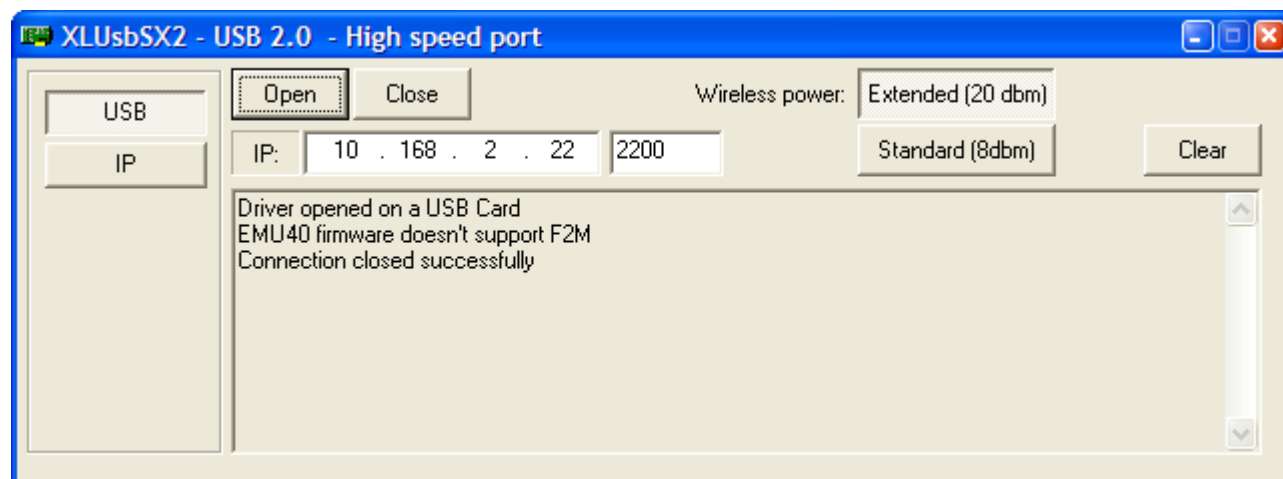 XLUsbSX2 - USB 2.0 - High speed port
USB
IP
Open Close Wireless power: Extended (20 dbm)
IP: 10 . 168 . 2 . 22 2200 Standard (8dbm) Clear
Driver opened on a USB Card
EMU40 firmware doesn't support F2M
Connection closed successfully